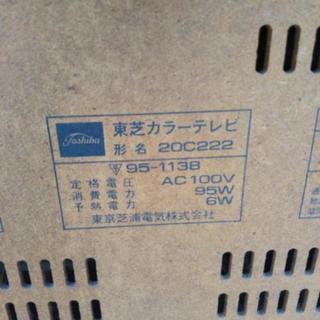 Toshiba
東芝カラーテレビ
形名 20C222
95-1138
定格電圧 AC100V
消費電力 95W
予熱電力 6W
東京芝浦電気株式会社